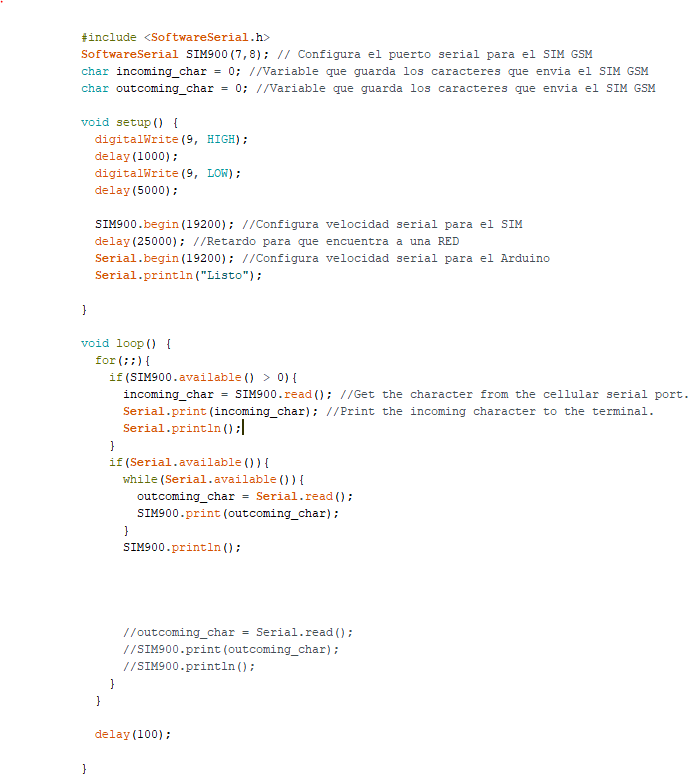 #include <SoftwareSerial.h>
SoftwareSerial SIM900(7,8); // Configura el puerto serial para el SIM GSM
char incoming_char = 0; //Variable que guarda los caracteres que envia el SIM GSM
char outcoming_char = 0; //Variable que guarda los caracteres que envia el SIM GSM

void setup() {
  digitalWrite(9, HIGH);
  delay(1000);
  digitalWrite(9, LOW);
  delay(5000);

  SIM900.begin(19200); //Configura velocidad serial para el SIM
  delay(25000); //Retardo para que encuentra a una RED
  Serial.begin(19200); //Configura velocidad serial para el Arduino
  Serial.println("Listo");

}

void loop() {
  for(;;){
    if(SIM900.available() > 0){
      incoming_char = SIM900.read(); //Get the character from the cellular serial port.
      Serial.print(incoming_char); //Print the incoming character to the terminal.
      Serial.println();
    }
    if(Serial.available()){
      while(Serial.available()){
        outcoming_char = Serial.read();
        SIM900.print(outcoming_char);
      }
      SIM900.println();




      //outcoming_char = Serial.read();
      //SIM900.print(outcoming_char);
      //SIM900.println();
    }
  }

  delay(100);

}